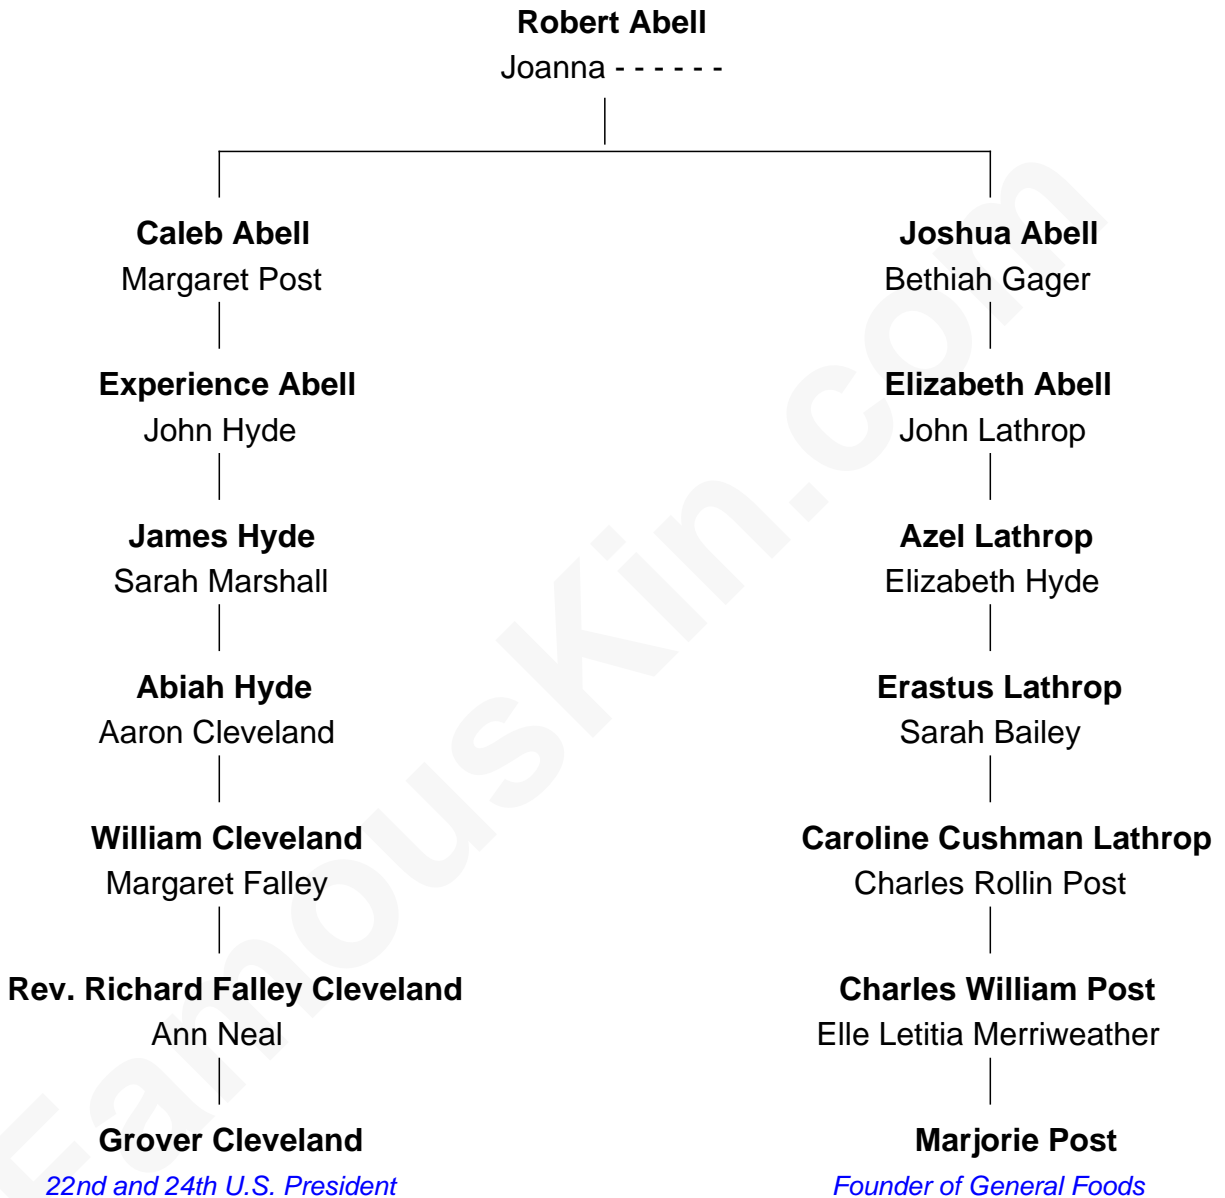 Robert Abell
Joanna - - - - - -
Caleb Abell
Margaret Post
Joshua Abell
Bethiah Gager
Experience Abell
John Hyde
Elizabeth Abell
John Lathrop
James Hyde
Sarah Marshall
Azel Lathrop
Elizabeth Hyde
Abiah Hyde
Aaron Cleveland
Erastus Lathrop
Sarah Bailey
William Cleveland
Margaret Falley
Caroline Cushman Lathrop
Charles Rollin Post
Rev. Richard Falley Cleveland
Ann Neal
Charles William Post
Elle Letitia Merriweather
Grover Cleveland
22nd and 24th U.S. President
Marjorie Post
Founder of General Foods
FamousKin.com